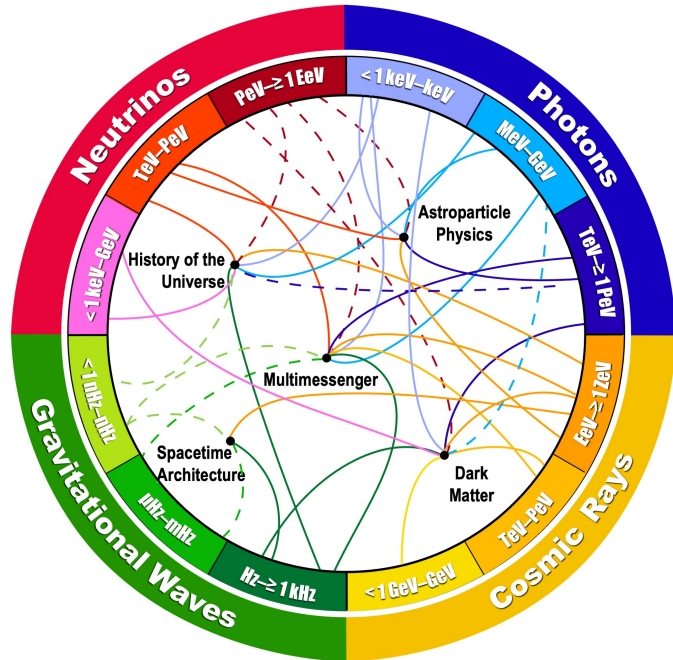 Neutrinos
Photons
Gravitational Waves
Cosmic Rays
PeV–≥1 EeV
<1 keV–keV
TeV–PeV
MeV–GeV
<1 keV–GeV
TeV–≥1 PeV
Astroparticle
Physics
History of the
Universe
Multimessenger
Spacetime
Architecture
Dark
Matter
<1 nHz–nHz
EeV–≥1 ZeV
μHz–mHz
TeV–PeV
Hz–≥1 kHz
<1 GeV–GeV